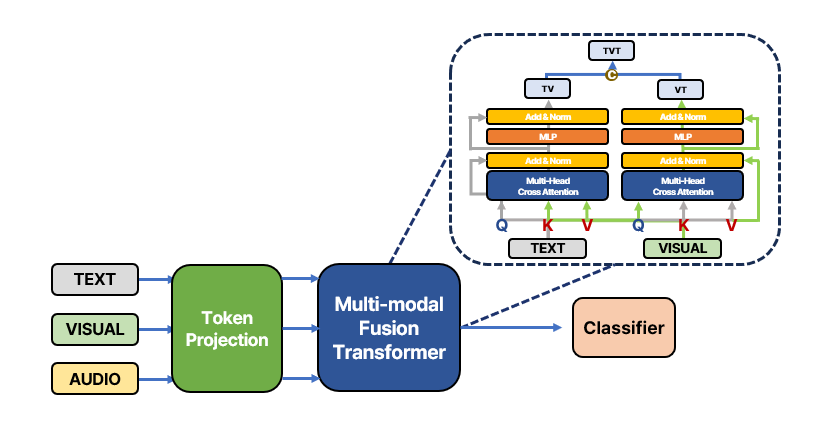 TVT
C
TV
VT
Add & Norm
Add & Norm
MLP
MLP
Add & Norm
Add & Norm
Multi-Head
Cross Attention
Multi-Head
Cross Attention
Q
K
V
Q
K
V
TEXT
VISUAL
TEXT
VISUAL
AUDIO
Token
Projection
Multi-modal
Fusion
Transformer
Classifier